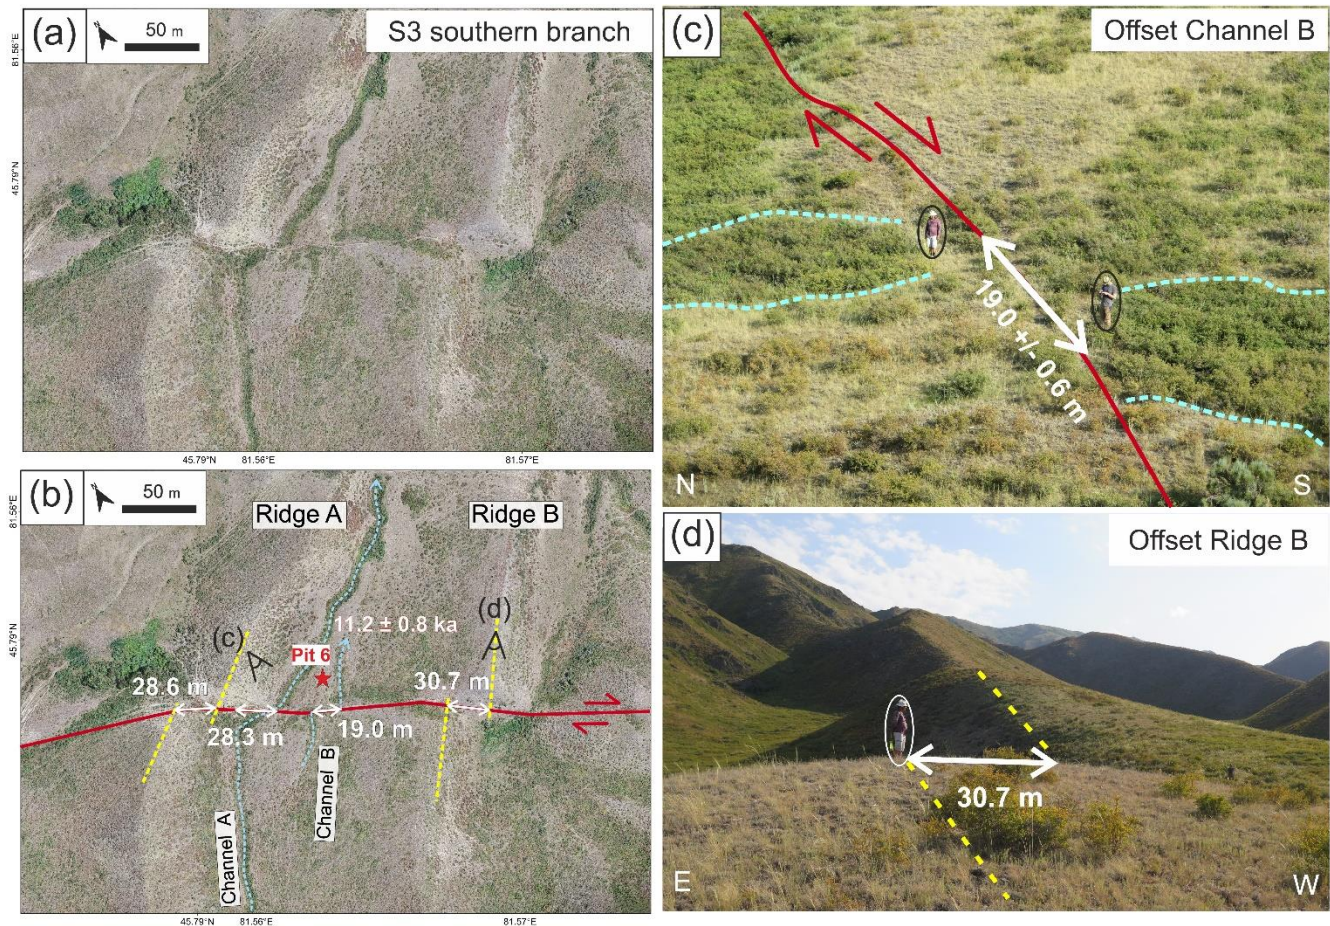 (a)
50 m
S3 southern branch
81.56°E
45.79°N
45.79°N
81.56°E
81.57°E
(b)
50 m
Ridge A
Ridge B
81.56°E
45.79°N
(c)
(d)
11.2 ± 0.8 ka
Pit 6
28.6 m
30.7 m
28.3 m
19.0 m
Channel A
Channel B
45.79°N
81.56°E
81.57°E
(c)
Offset Channel B
19.0 +/- 0.6 m
N
S
(d)
Offset Ridge B
30.7 m
E
W